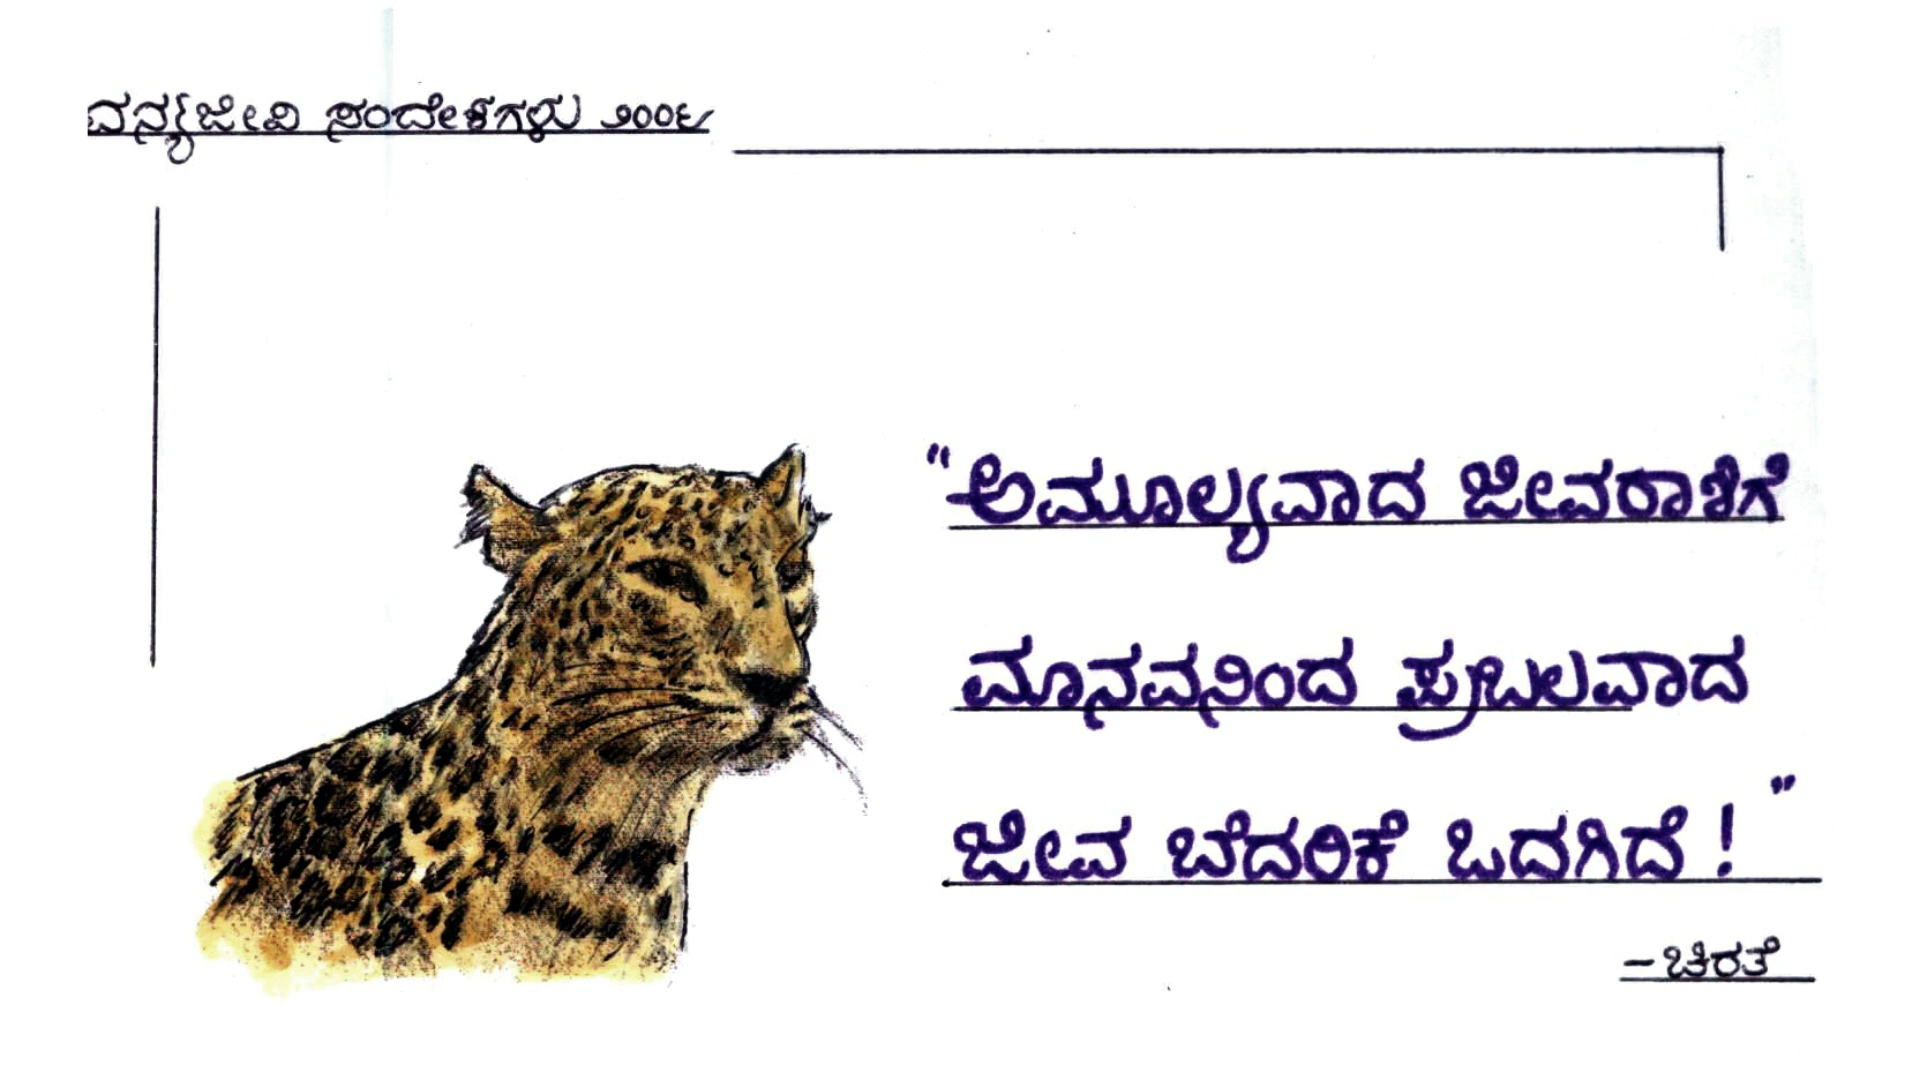 ವನ್ಯಜೀವಿ ಸಂದೇಶಗಳು ೨೦೦೬
"ಅಮೂಲ್ಯವಾದ ಜೀವರಾಶಿಗೆ
ಮಾನವನಿಂದ ಪ್ರಬಲವಾದ
ಜೀವ ಬೆದರಿಕೆ ಒದಗಿದೆ ! "
- ಚಿರತೆ